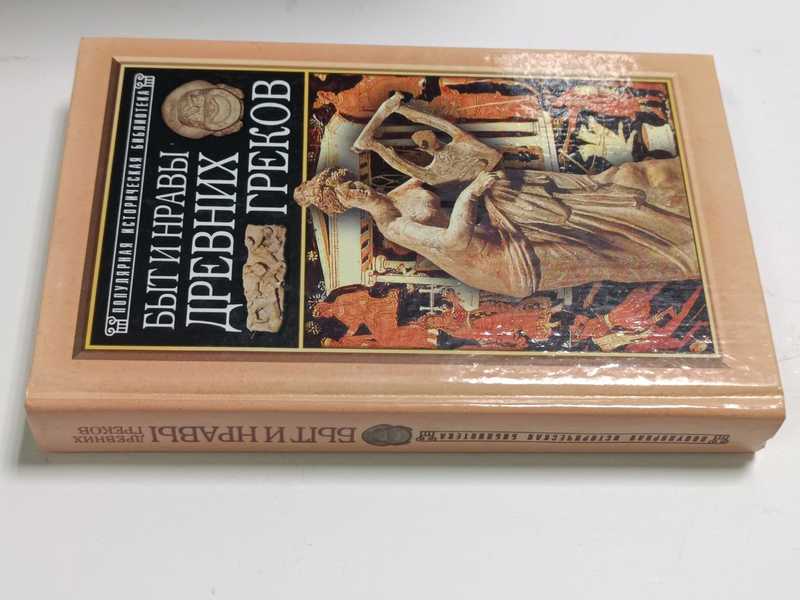 ПОПУЛЯРНАЯ ИСТОРИЧЕСКАЯ БИБЛИОТЕКА
БЫТ И НРАВЫ
ДРЕВНИХ
ГРЕКОВ
ПОПУЛЯРНАЯ ИСТОРИЧЕСКАЯ БИБЛИОТЕКА
БЫТ И НРАВЫ
ДРЕВНИХ
ГРЕКОВ